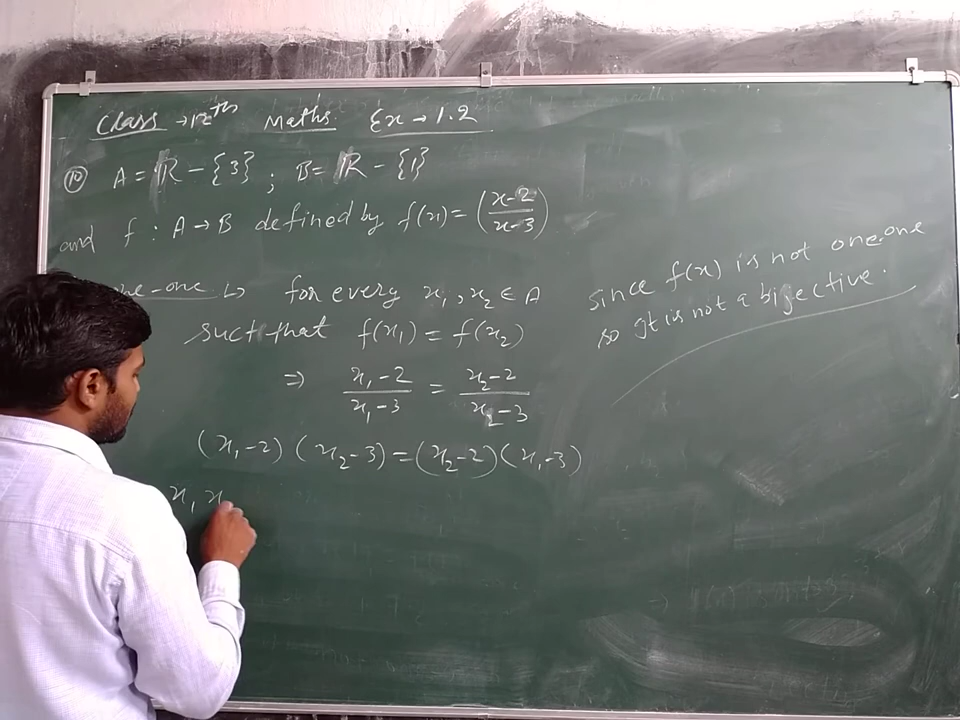 Class → 12th Maths Ex → 1.2
⑩ A = R - {3} ; B = R - {1}
and f : A → B defined by f(x) = (x-2/x-3)
one-one ↳ for every x₁, x₂ ∈ A
such that f(x₁) = f(x₂)
⇒ x₁-2/x₁-3 = x₂-2/x₂-3
(x₁-2) (x₂-3) = (x₂-2) (x₁-3)
x₁ x
since f(x) is not one-one
so It is not a bijective.